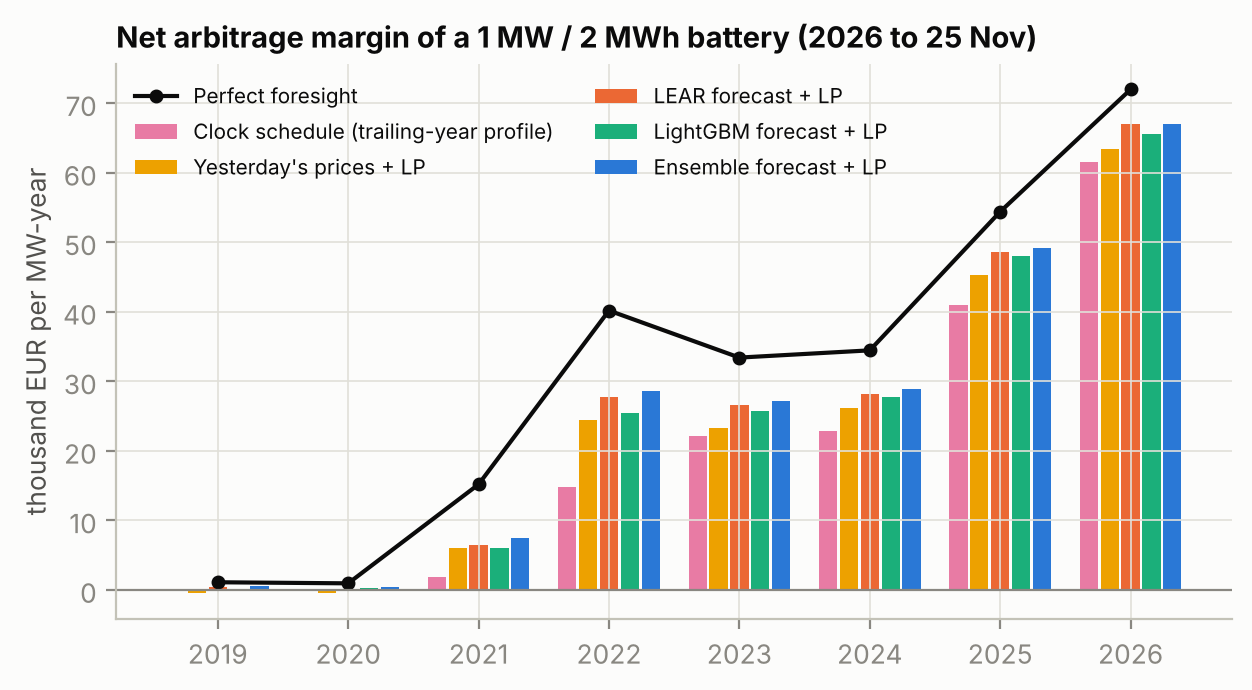 Net arbitrage margin of a 1 MW / 2 MWh battery (2026 to 25 Nov)
Perfect foresight
Clock schedule (trailing-year profile)
Yesterday's prices + LP
LEAR forecast + LP
LightGBM forecast + LP
Ensemble forecast + LP
thousand EUR per MW-year
70
60
50
40
30
20
10
0
2019 2020 2021 2022 2023 2024 2025 2026